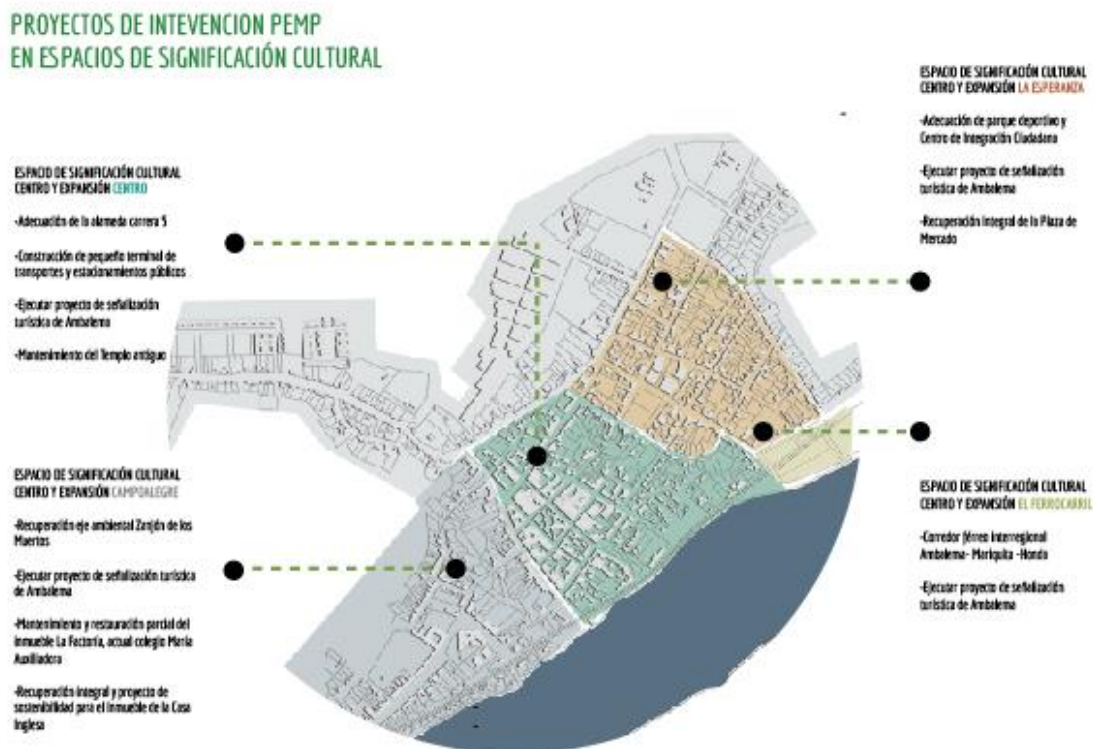 PROYECTOS DE INTEVENCION PEMP
EN ESPACIOS DE SIGNIFICACIÓN CULTURAL
ESPACIO DE SIGNIFICACIÓN CULTURAL
CENTRO Y EXPANSIÓN CENTRO
-Adecuación de la alameda carrera 5
-Construcción de pequeño terminal de
transportes y estacionamientos públicos
-Ejecutar proyecto de señalización
turística de Ambalema
-Mantenimiento del Templo antiguo
ESPACIO DE SIGNIFICACIÓN CULTURAL
CENTRO Y EXPANSIÓN CAMPOALEGRE
-Recuperación eje ambiental Zanjón de los
Muertos
-Ejecutar proyecto de señalización turística
de Ambalema
-Mantenimiento y restauración parcial del
inmueble La Factoría, actual colegio María
Auxiliadora
-Recuperación integral y proyecto de
sostenibilidad para el inmueble de la Casa
Inglesa
ESPACIO DE SIGNIFICACIÓN CULTURAL
CENTRO Y EXPANSIÓN LA ESPERANZA
-Adecuación de parque deportivo y
Centro de Integración Ciudadana
-Ejecutar proyecto de señalización
turística de Ambalema
-Recuperación integral de la Plaza de
Mercado
ESPACIO DE SIGNIFICACIÓN CULTURAL
CENTRO Y EXPANSIÓN EL FERROCARRIL
-Corredor férreo interregional
Ambalema- Mariquita -Honda
-Ejecutar proyecto de señalización
turística de Ambalema